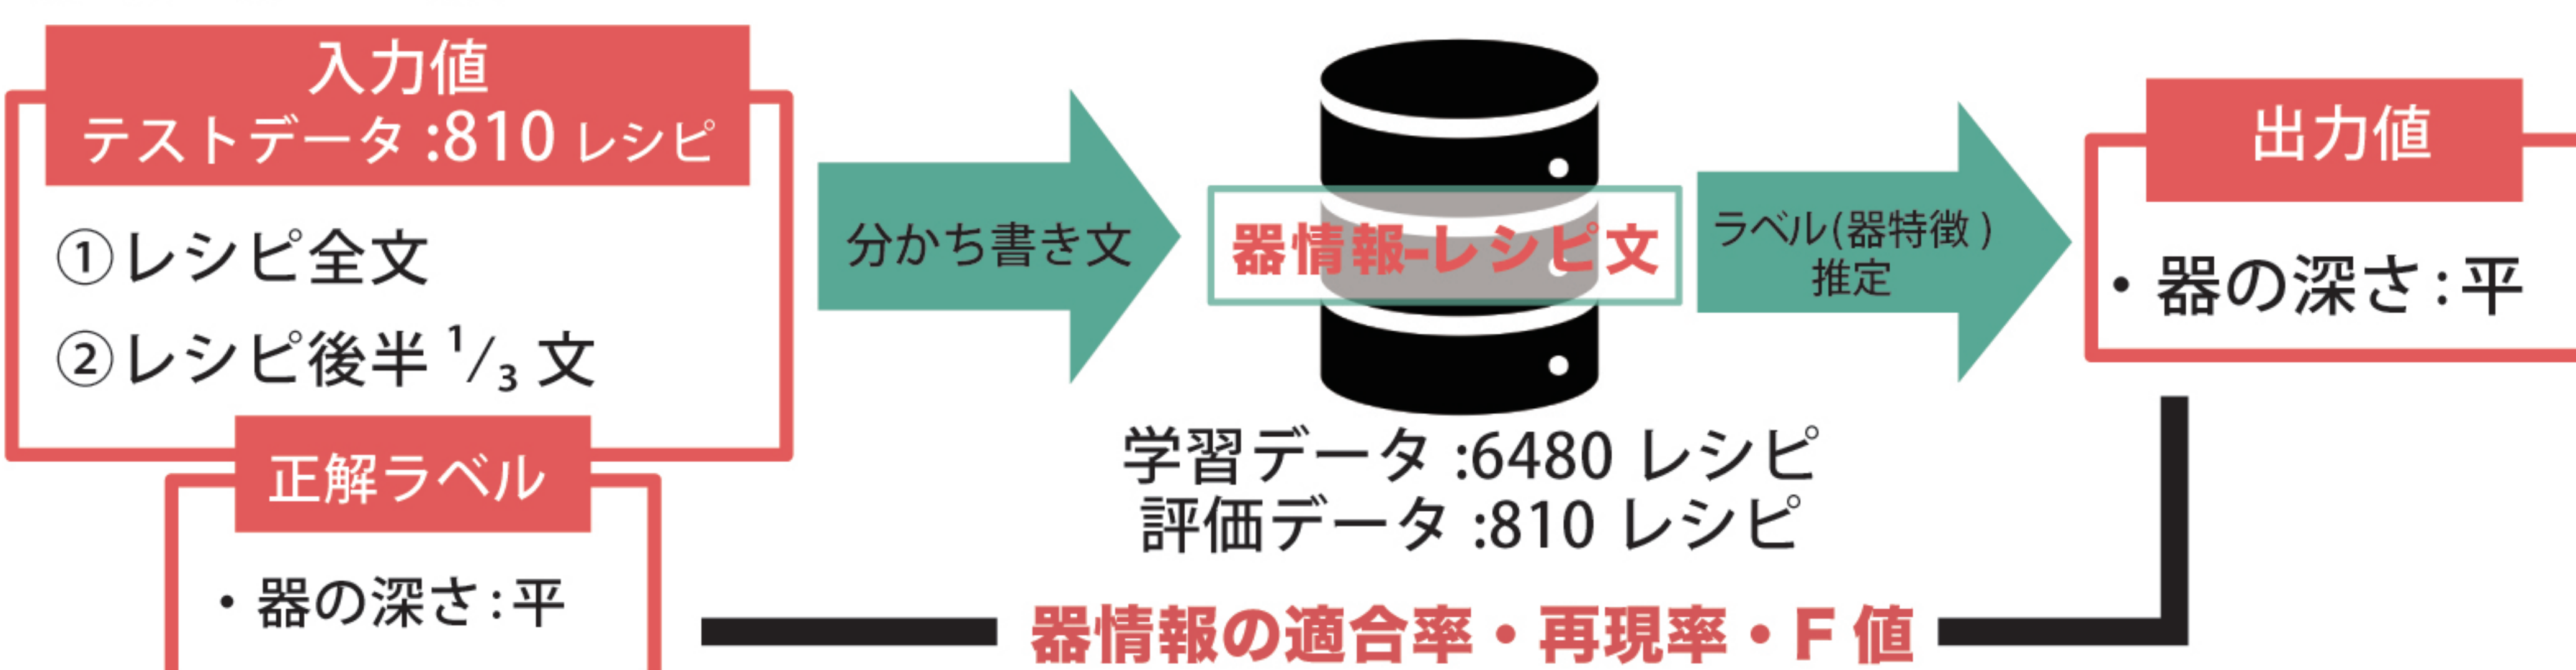 入力値
テストデータ:810 レシピ
①レシピ全文
②レシピ後半 1/3 文
正解ラベル
・器の深さ:平
分かち書き文
器情報-レシピ文
学習データ:6480 レシピ
評価データ:810 レシピ
ラベル(器特徴)
推定
出力値
・器の深さ:平
器情報の適合率・再現率・F 値